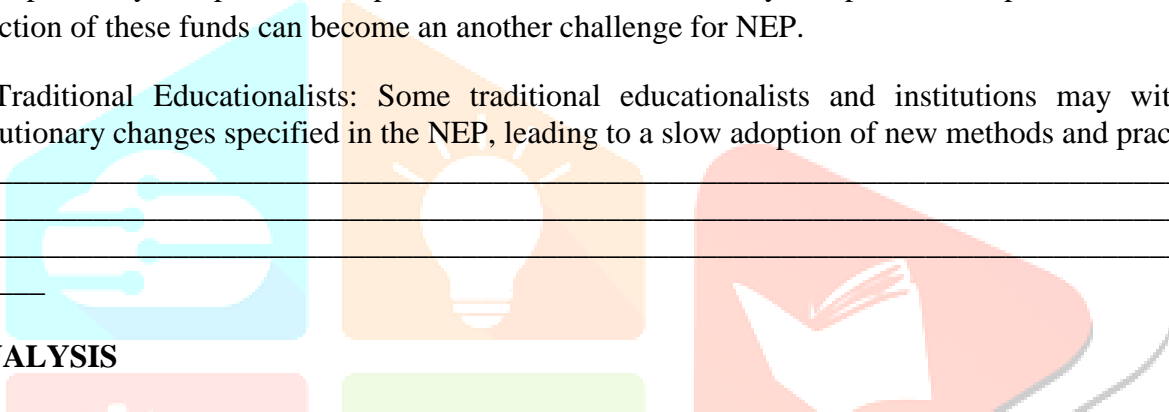 ction of these funds can become an another challenge for NEP.
Traditional Educationalists: Some traditional educationalists and institutions may wit
utionary changes specified in the NEP, leading to a slow adoption of new methods and prac
ALYSIS